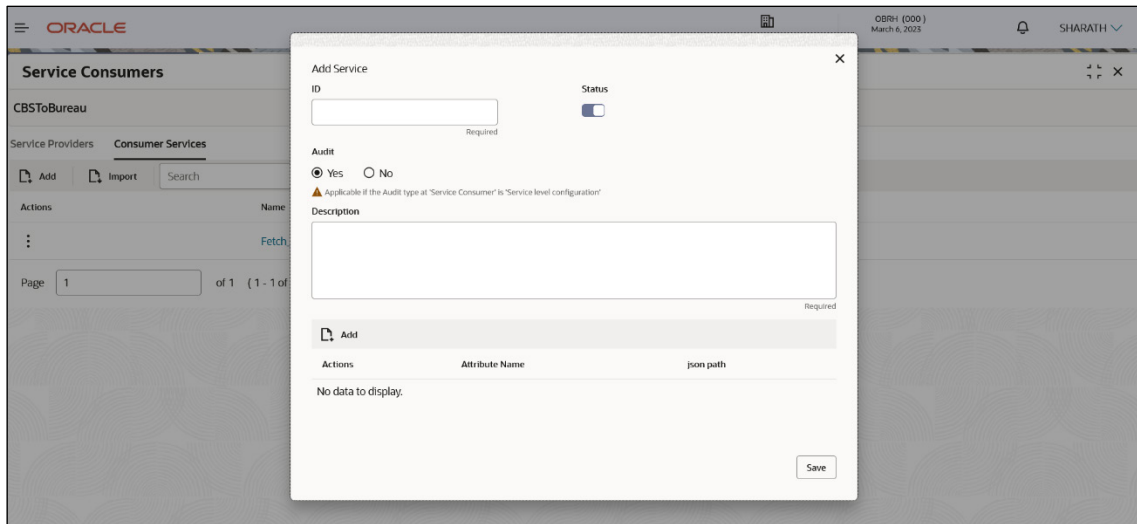 ORACLE
OBRH (000)
March 6, 2023
SHARATH
Service Consumers
CBSToBureau
Service Providers Consumer Services
Add Import Search
Actions Name
Fetch_
Page 1 of 1 ( 1 - 1 of
Add Service
ID Status
Required
Audit
Yes No
Applicable if the Audit type at 'Service Consumer' is 'Service level configuration'
Description
Required
Add
Actions Attribute Name json path
No data to display.
Save